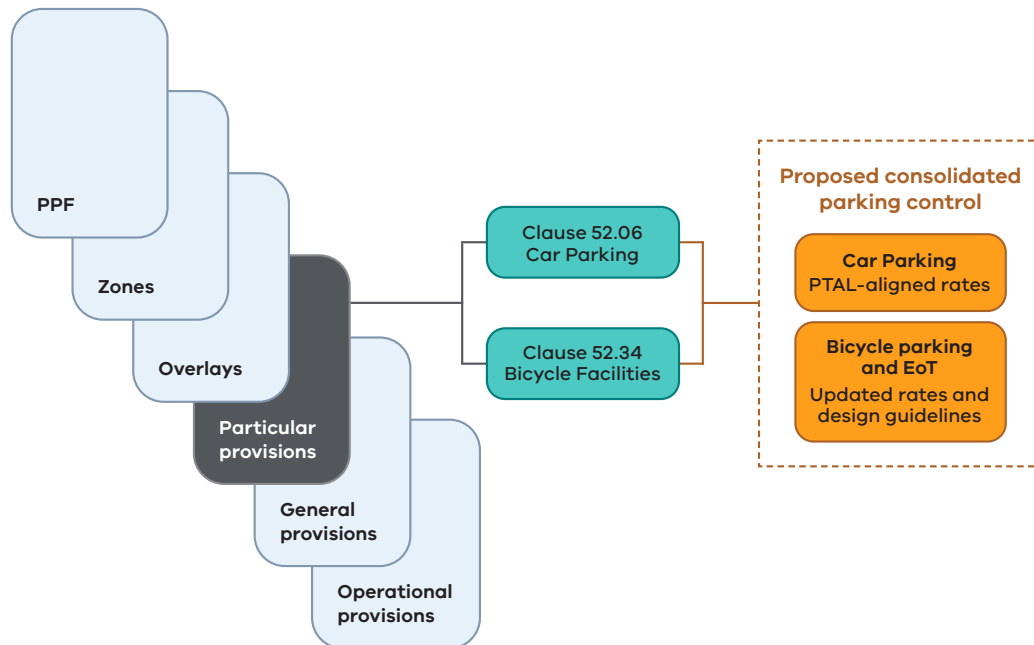 PPF
Zones
Overlays
Particular
provisions
General
provisions
Operational
provisions
Clause 52.06
Car Parking
Clause 52.34
Bicycle Facilities
Proposed consolidated
parking control
Car Parking
PTAL-aligned rates
Bicycle parking
and EoT
Updated rates and
design guidelines